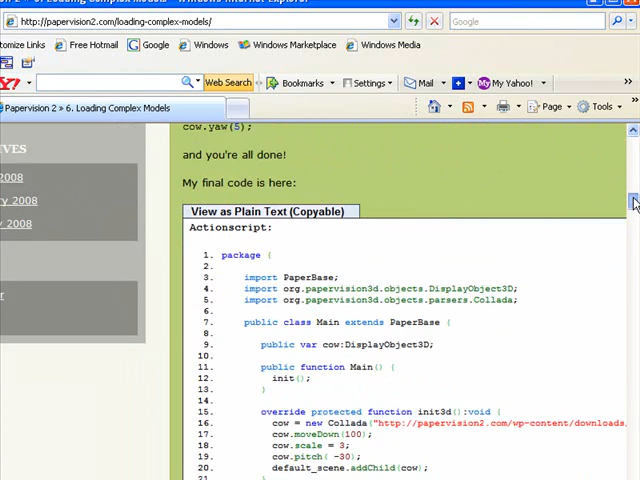 http://papervision2.com/loading-complex-models/
Google
tomize Links Free Hotmail Google Windows Windows Marketplace Windows Media
Web Search Bookmarks Settings Mail My Yahoo!
Papervision 2 » 6. Loading Complex Models
Page Tools
cow.yaw(5);
IVES
and you're all done!
2008
My final code is here:
ry 2008
y 2008
View as Plain Text (Copyable)
Actionscript:
1. package {
2.
3. import PaperBase;
4. import org.papervision3d.objects.DisplayObject3D;
5. import org.papervision3d.objects.parsers.Collada;
6.
7. public class Main extends PaperBase {
8.
9. public var cow:DisplayObject3D;
10.
11. public function Main() {
12. init();
13. }
14.
15. override protected function init3d():void {
16. cow = new Collada("http://papervision2.com/wp-content/downloads
17. cow.moveDown(100);
18. cow.scale = 3;
19. cow.pitch( -30);
20. default_scene.addChild(cow);